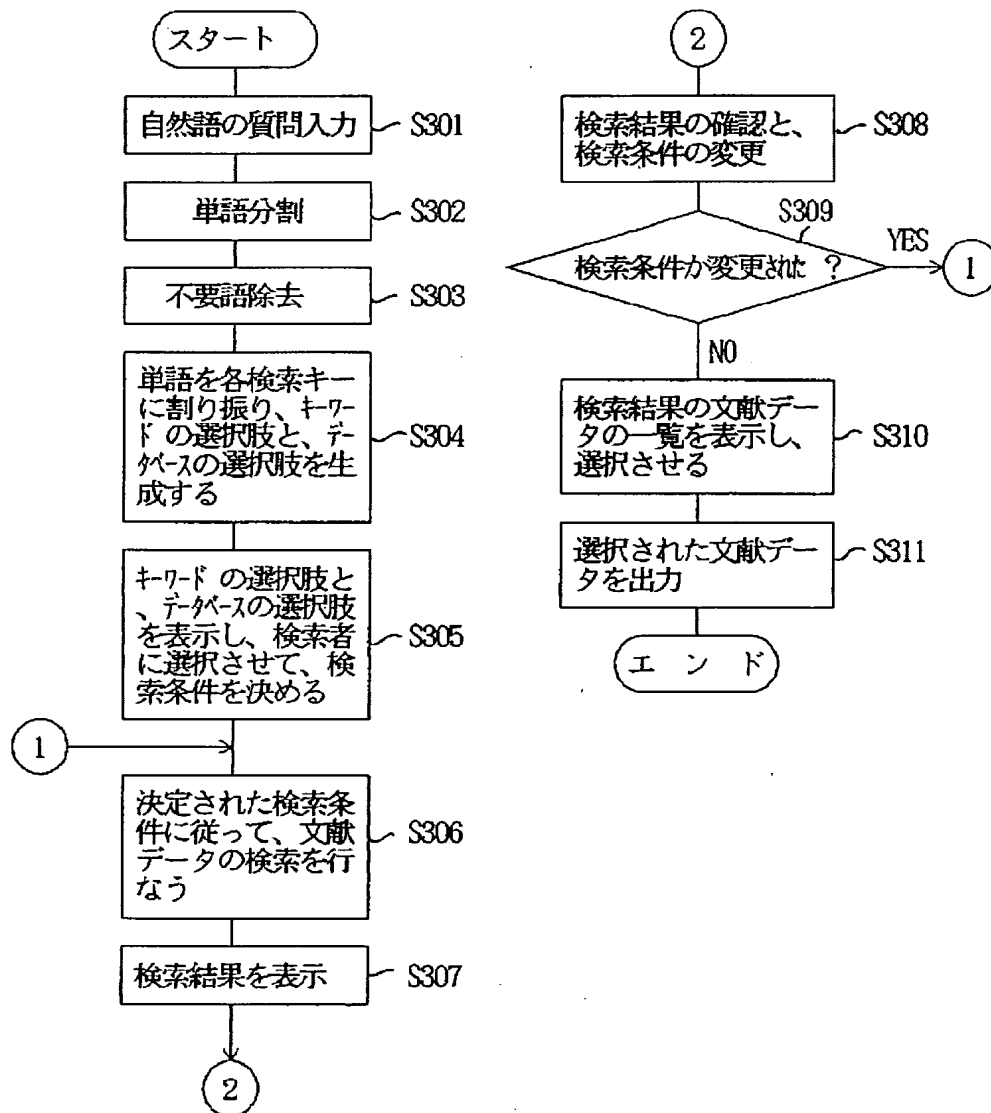 スタート
自然語の質問入力
S301
単語分割
S302
不要語除去
S303
単語を各検索キー
に割り振り、キーワー
ドの選択肢と、デー
タベースの選択肢を生
成する
S304
キーワードの選択肢と
、データベースの選択肢
を表示し、検索者
に選択させて、検
索条件を決める
S305
1
決定された検索条
件に従って、文献
データの検索を行
なう
S306
検索結果を表示
S307
2
2
検索結果の確認と、
検索条件の変更
S308
S309
検索条件が変更された ?
YES
1
NO
検索結果の文献デー
タの一覧を表示し、
選択させる
S310
選択された文献デー
タを出力
S311
エンド